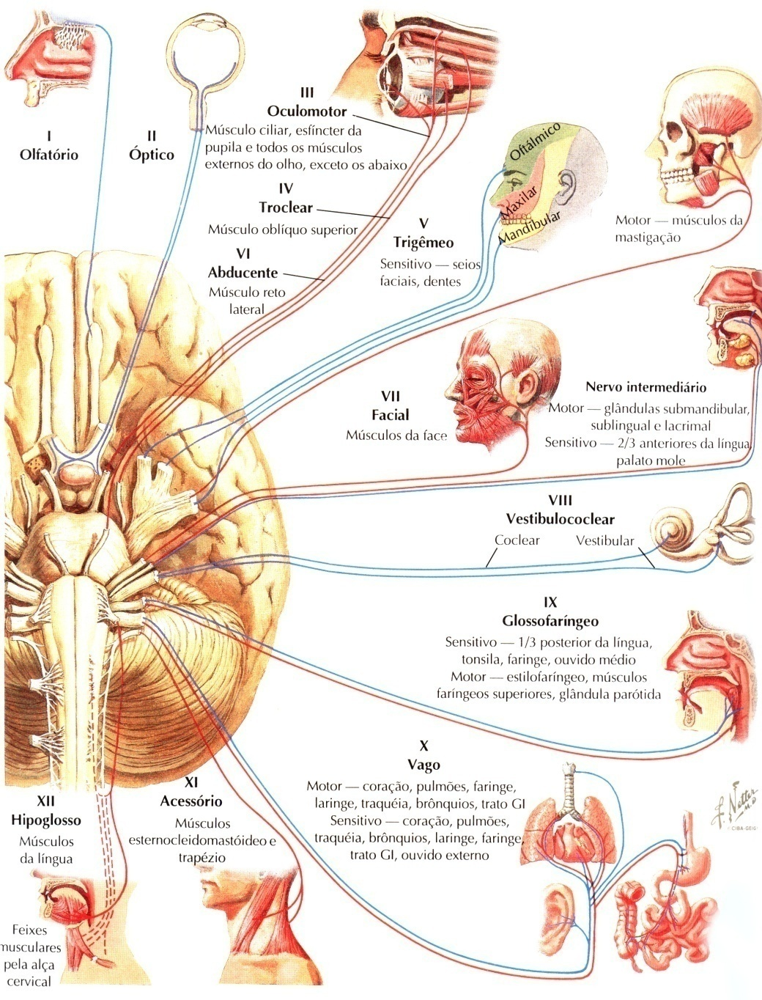 I
Olfatório
II
Óptico
III
Oculomotor
Músculo ciliar, esfíncter da
pupila e todos os músculos
externos do olho, exceto os abaixo
IV
Troclear
Músculo oblíquo superior
VI
Abducente
Músculo reto
lateral
V
Trigêmeo
Sensitivo — seios
faciais, dentes
Oftálmico
Maxilar
Mandibular
Motor — músculos da
mastigação
VII
Facial
Músculos da face
Nervo intermediário
Motor — glândulas submandibular,
sublingual e lacrimal
Sensitivo — 2/3 anteriores da língua,
palato mole
VIII
Vestibulococlear
Coclear
Vestibular
IX
Glossofaríngeo
Sensitivo — 1/3 posterior da língua,
tonsila, faringe, ouvido médio
Motor — estilofaríngeo, músculos
faríngeos superiores, glândula parótida
X
Vago
Motor — coração, pulmões, faringe,
laringe, traquéia, brônquios, trato GI
Sensitivo — coração, pulmões,
traquéia, brônquios, laringe, faringe,
trato GI, ouvido externo
XI
Acessório
Músculos
esternocleidomastóideo e
trapézio
XII
Hipoglosso
Músculos
da língua
Feixes
musculares
pela alça
cervical
F. Netter
M.D
CIBA-GEIG